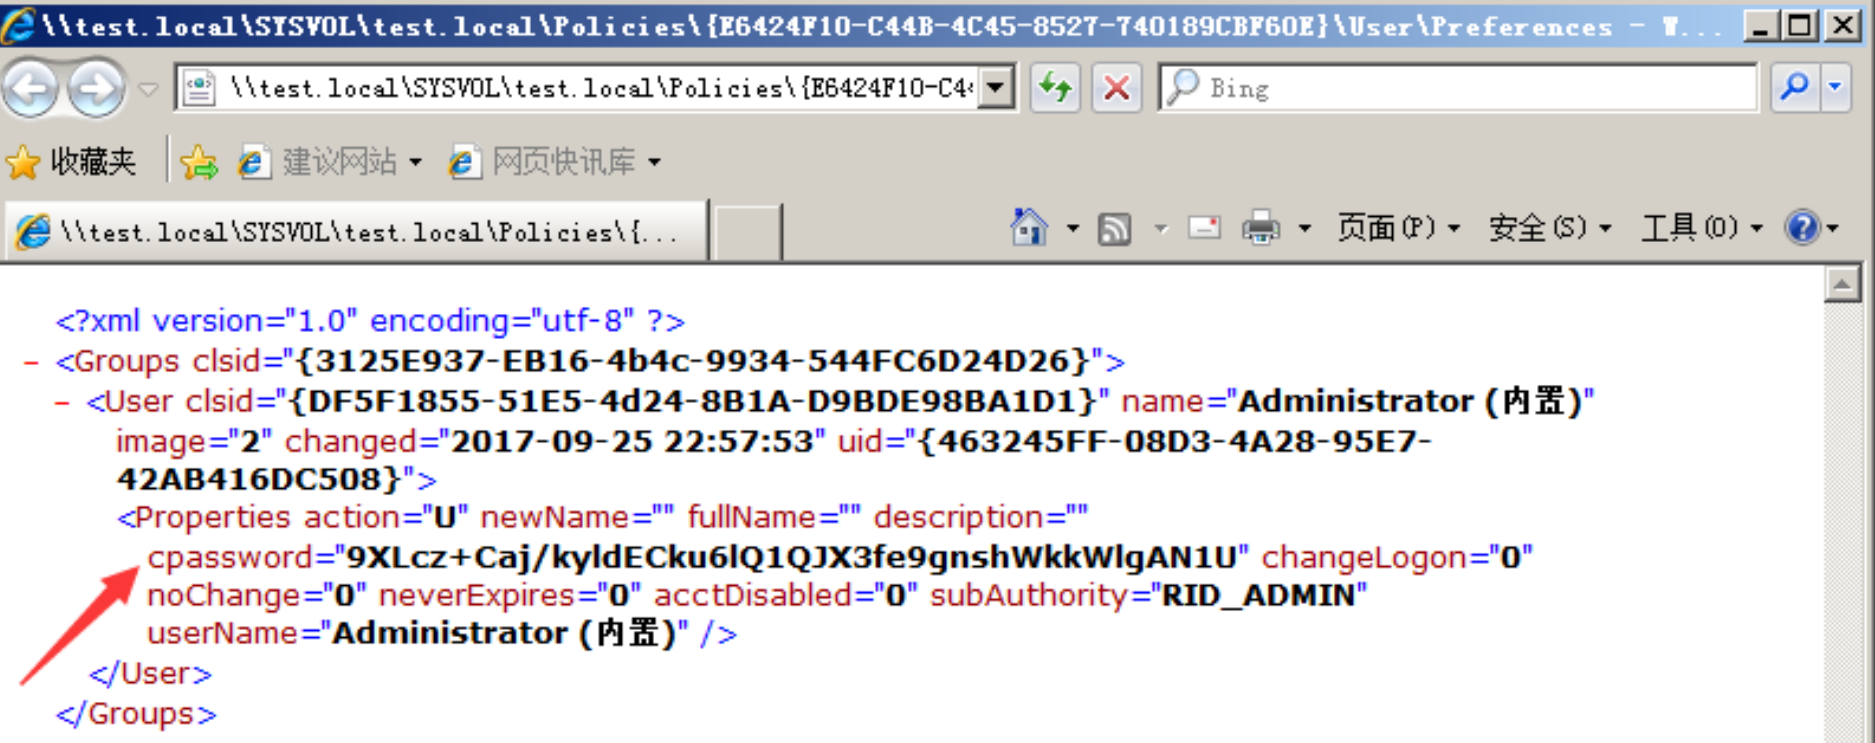 \\test.local\SYSVOL\test.local\Policies\{E6424F10-C44B-4C45-8527-740189CBF60E}\User\Preferences - W...
\\test.local\SYSVOL\test.local\Policies\{E6424F10-C4 Bing
收藏夹 建议网站 网页快讯库
\\test.local\SYSVOL\test.local\Policies\{... 页面(P) 安全(S) 工具(O)
<?xml version="1.0" encoding="utf-8" ?>
- <Groups clsid="{3125E937-EB16-4b4c-9934-544FC6D24D26}">
- <User clsid="{DF5F1855-51E5-4d24-8B1A-D9BDE98BA1D1}" name="Administrator (内置)"
image="2" changed="2017-09-25 22:57:53" uid="{463245FF-08D3-4A28-95E7-
42AB416DC508}">
<Properties action="U" newName="" fullName="" description=""
cpassword="9XLcz+Caj/kyldECku6lQ1QJX3fe9gnshWkkWlgAN1U" changeLogon="0"
noChange="0" neverExpires="0" acctDisabled="0" subAuthority="RID_ADMIN"
userName="Administrator (内置)" />
</User>
</Groups>